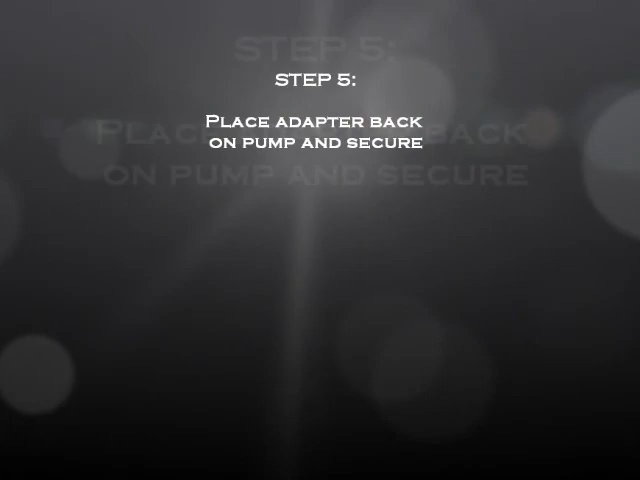 STEP 5:
PLACE ADAPTER BACK
ON PUMP AND SECURE